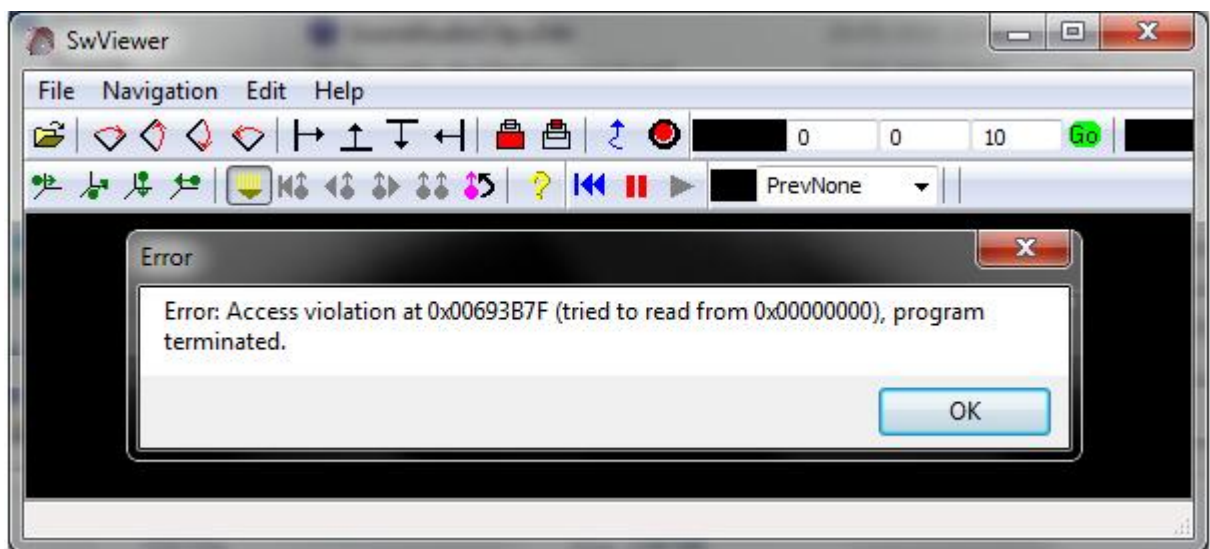 SwViewer
File Navigation Edit Help
0 0 10 Go
PrevNone
Error
Error: Access violation at 0x00693B7F (tried to read from 0x00000000), program
terminated.
OK